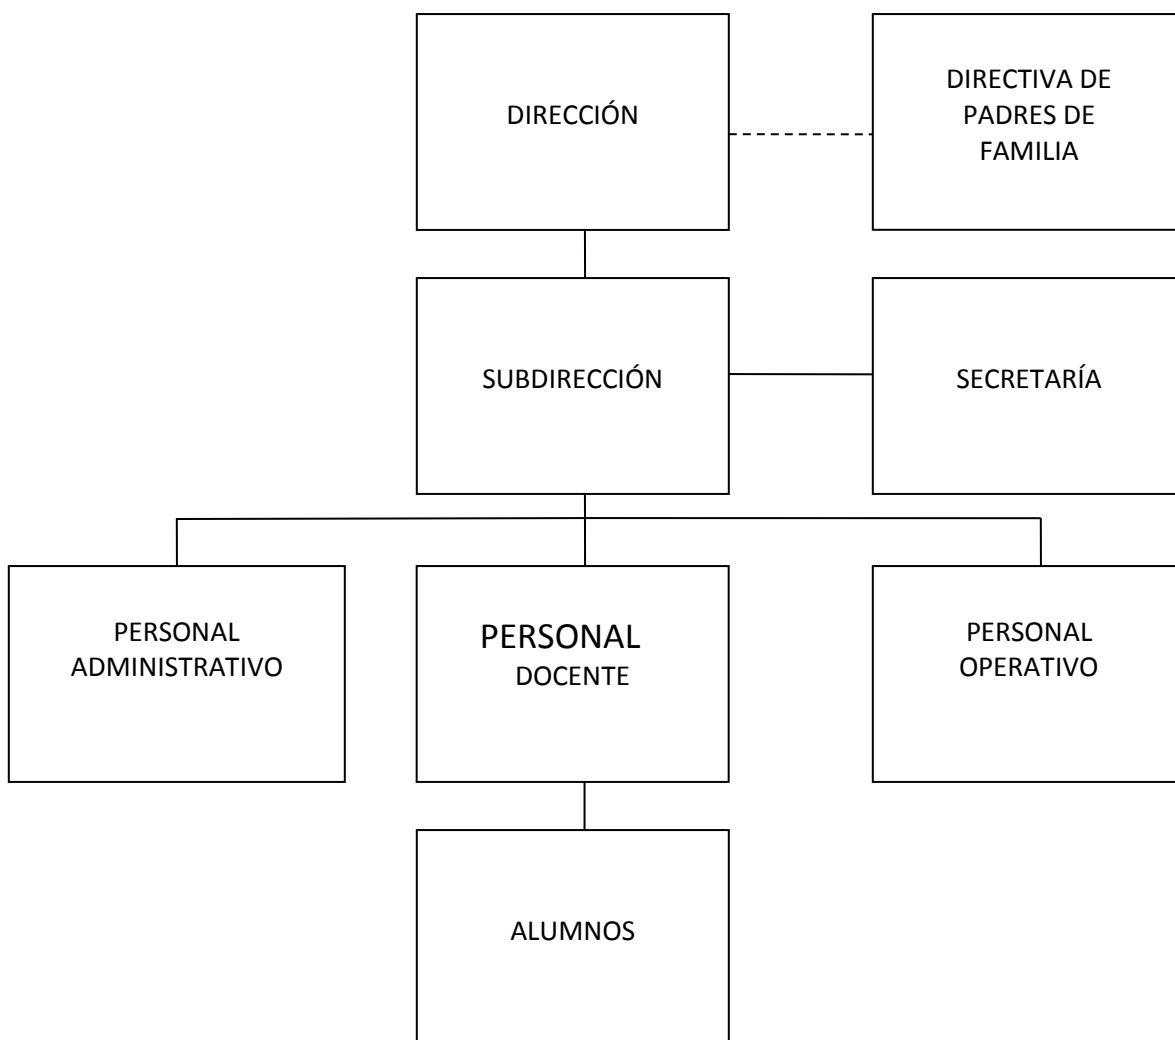 DIRECCIÓN
DIRECTIVA DE
PADRES DE
FAMILIA
SUBDIRECCIÓN
SECRETARÍA
PERSONAL
ADMINISTRATIVO
PERSONAL
DOCENTE
PERSONAL
OPERATIVO
ALUMNOS